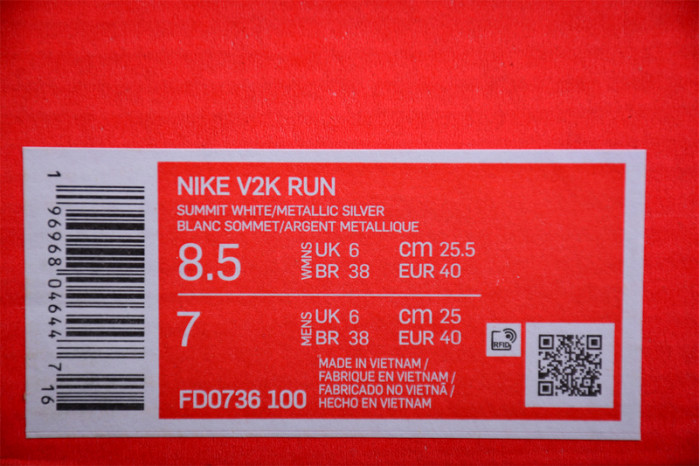 1 96968 04644 7 16
NIKE V2K RUN
SUMMIT WHITE/METALLIC SILVER
BLANC SOMMET/ARGENT METALLIQUE
8.5 WMNS UK 6 CM 25.5
BR 38 EUR 40
7 MENS UK 6 CM 25
BR 38 EUR 40
RFID
MADE IN VIETNAM /
FABRIQUE EN VIETNAM /
FABRICADO NO VIETNÃ /
HECHO EN VIETNAM
FD0736 100